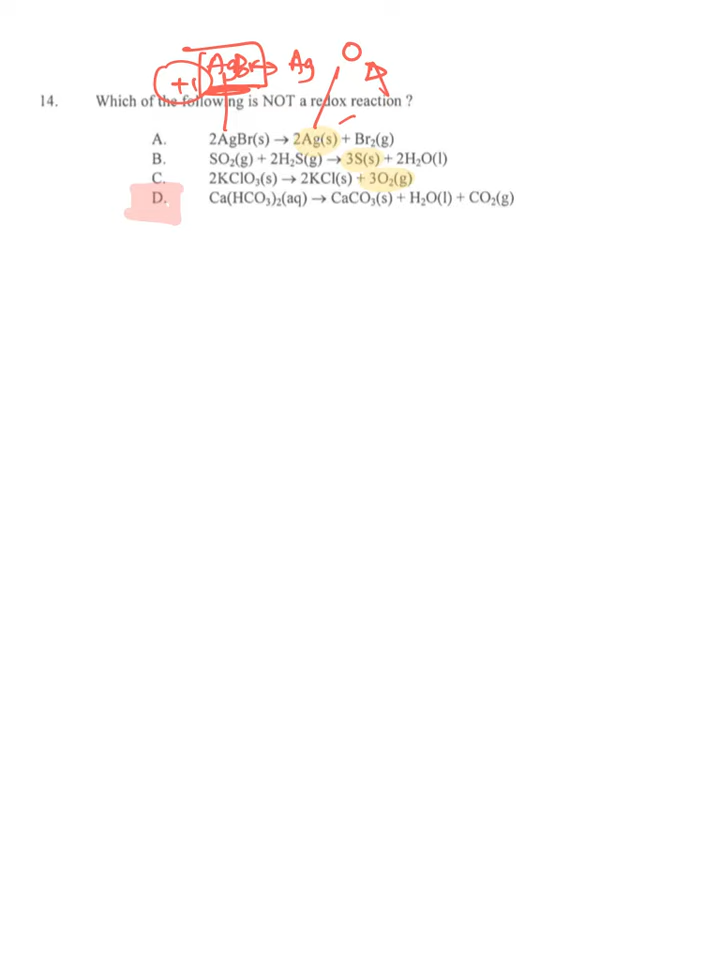 +1 AgBr → Ag 0
14. Which of the following is NOT a redox reaction ?
A. 2AgBr(s) → 2Ag(s) + Br₂(g)
B. SO₂(g) + 2H₂S(g) → 3S(s) + 2H₂O(l)
C. 2KClO₃(s) → 2KCl(s) + 3O₂(g)
D. Ca(HCO₃)₂(aq) → CaCO₃(s) + H₂O(l) + CO₂(g)